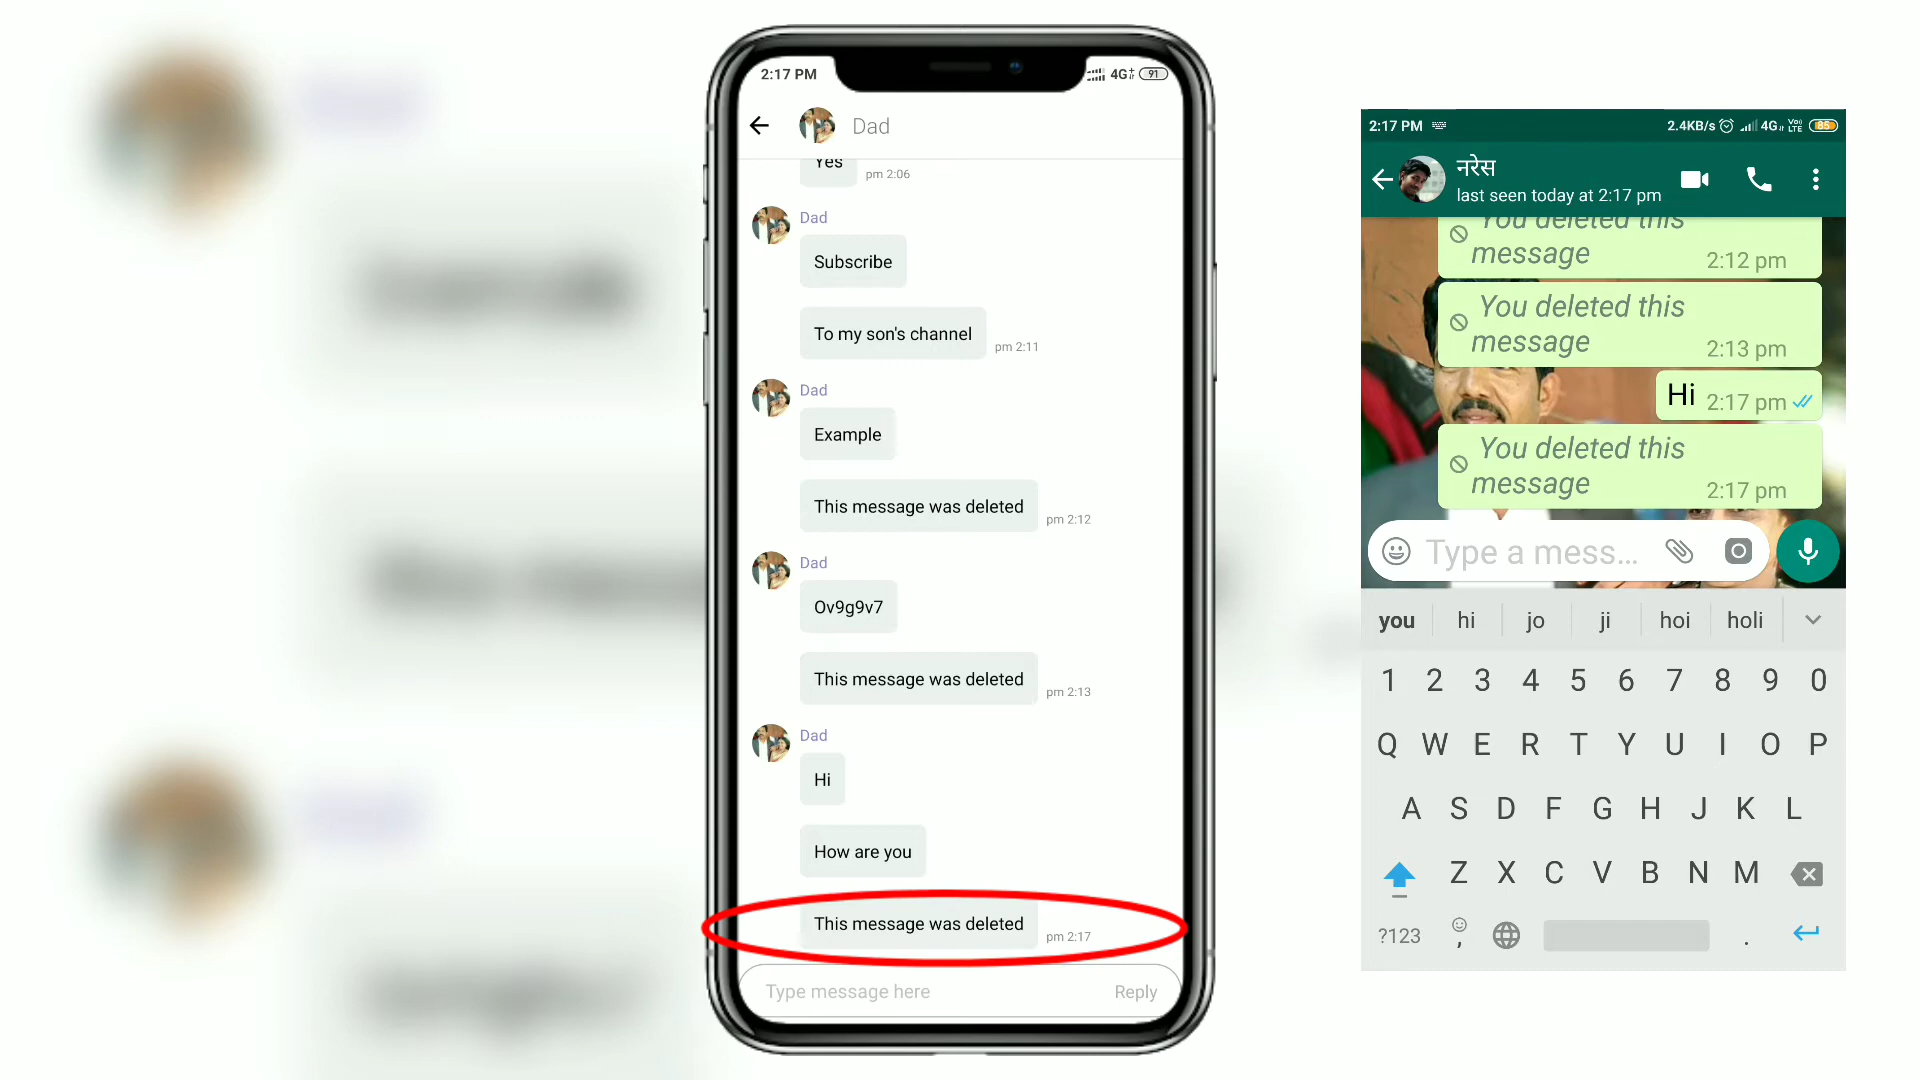 2:17 PM
4G
91
Dad
Yes
pm 2:06
Dad
Subscribe
To my son's channel
pm 2:11
Dad
Example
This message was deleted
pm 2:12
Dad
Ov9g9v7
This message was deleted
pm 2:13
Dad
Hi
How are you
This message was deleted
pm 2:17
Type message here
Reply
2:17 PM
2.4KB/s
4G
Vo)
LTE
85
नरेस
last seen today at 2:17 pm
You deleted this
message
2:12 pm
You deleted this
message
2:13 pm
Hi
2:17 pm
You deleted this
message
2:17 pm
Type a mess...
you hi jo ji hoi holi
1 2 3 4 5 6 7 8 9 0
Q W E R T Y U I O P
A S D F G H J K L
Z X C V B N M
?123 , .